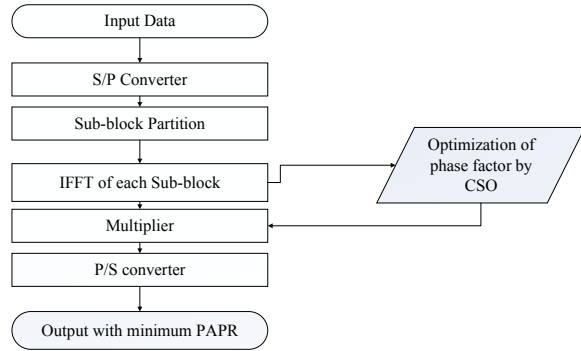 Input Data
S/P Converter
Sub-block Partition
IFFT of each Sub-block
Optimization of
phase factor by
CSO
Multiplier
P/S converter
Output with minimum PAPR